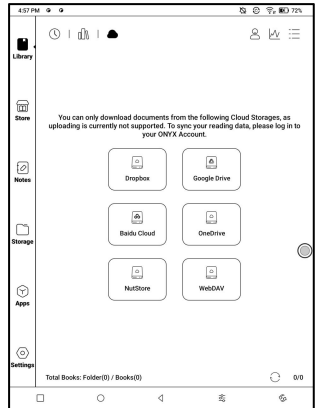 4:57 PM
72%
Library
Store
You can only download documents from the following Cloud Storages, as
uploading is currently not supported. To sync your reading data, please log in to
your ONYX Account.
Dropbox
Google Drive
Notes
Baidu Cloud
OneDrive
Storage
NutStore
WebDAV
Apps
Settings
Total Books: Folder(0) / Books(0)
0/0